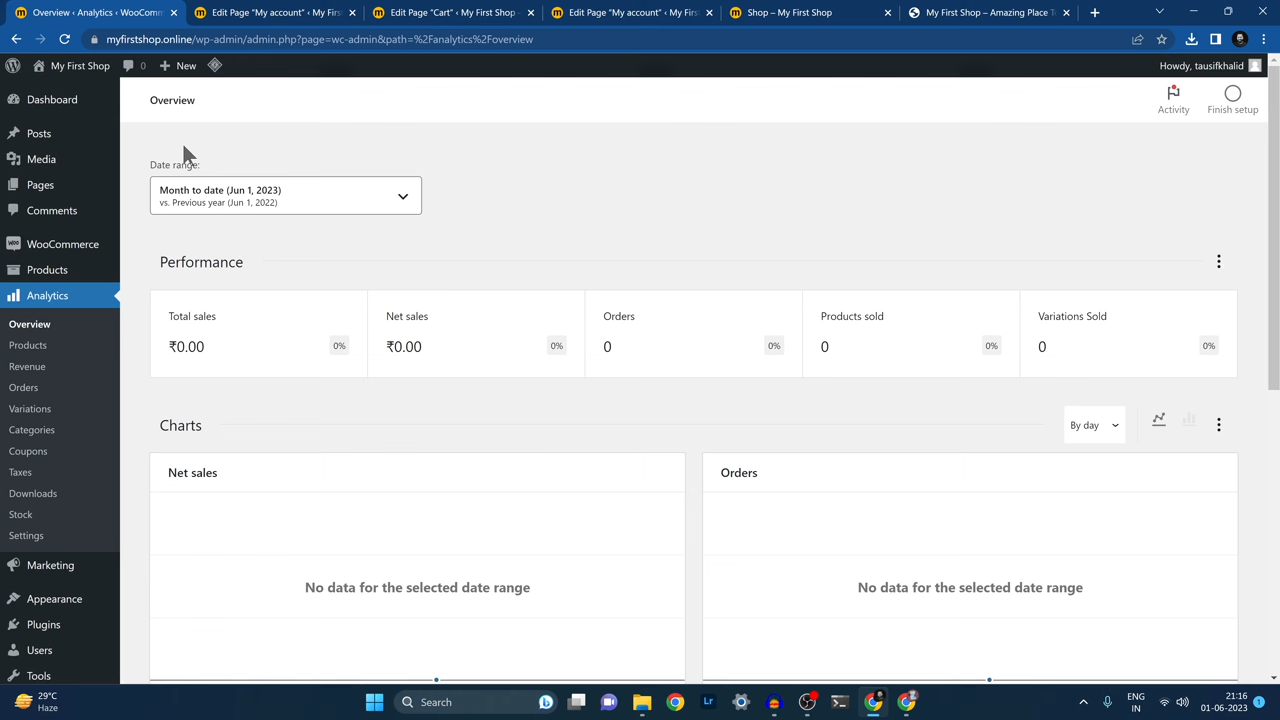 Analytics ‹ WooCommerce
Edit Page "My account" ‹ My Firs
Edit Page "Cart" ‹ My First Shop -
Edit Page "My account" ‹ My Firs
Shop – My First Shop
My First Shop – Amazing Place T
myfirstshop.online/wp-admin/admin.php?page=wc-admin&path=%2Fanalytics%2Foverview
My First Shop
0
New
Howdy, tausifkhalid
Dashboard
Posts
Media
Pages
Comments
WooCommerce
Products
Analytics
Overview
Products
Revenue
Orders
Variations
Categories
Coupons
Taxes
Downloads
Stock
Settings
Marketing
Appearance
Plugins
Users
Tools
Overview
Activity
Finish setup
Date range:
Month to date (Jun 1, 2023)
vs. Previous year (Jun 1, 2022)
Performance
Total sales
₹0.00 0%
Net sales
₹0.00 0%
Orders
0 0%
Products sold
0 0%
Variations Sold
0 0%
Charts
By day
Net sales
No data for the selected date range
Orders
No data for the selected date range
29°C
Haze
Search
Lr
ENG
IN
21:16
01-06-2023
1